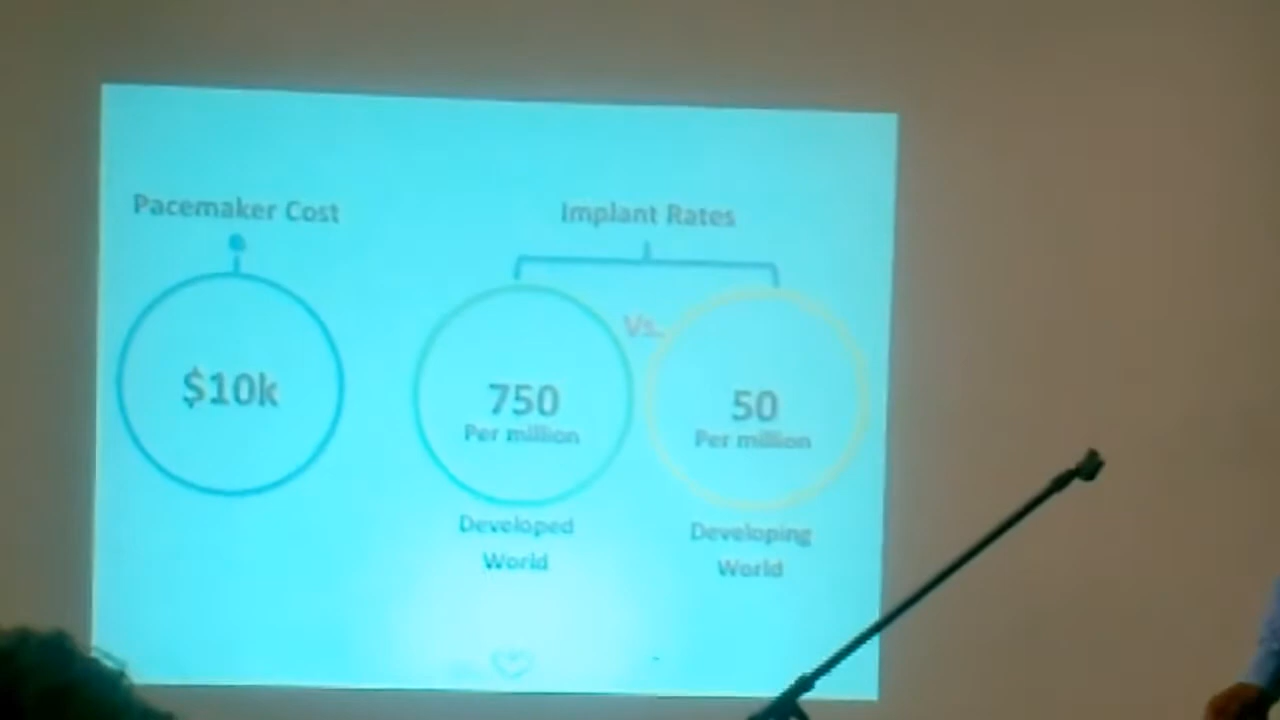 Pacemaker Cost
$10k
Implant Rates
Vs.
750
Per million
Developed
World
50
Per million
Developing
World